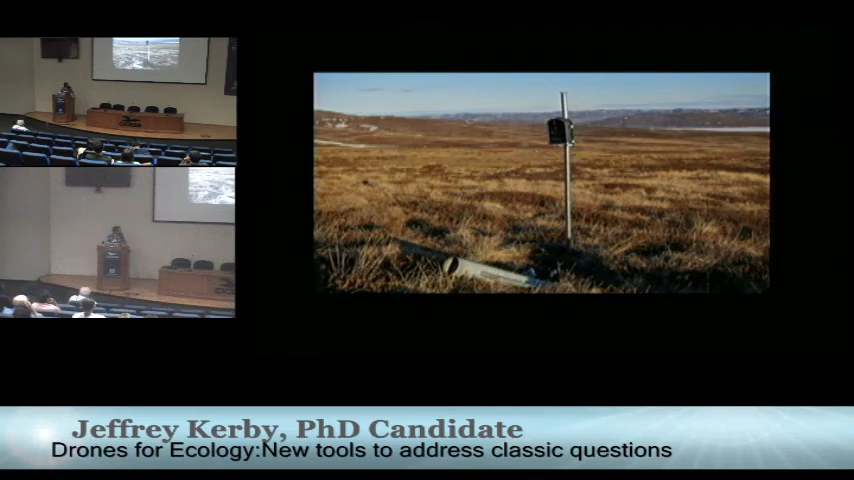 Jeffrey Kerby, PhD Candidate
Drones for Ecology:New tools to address classic questions